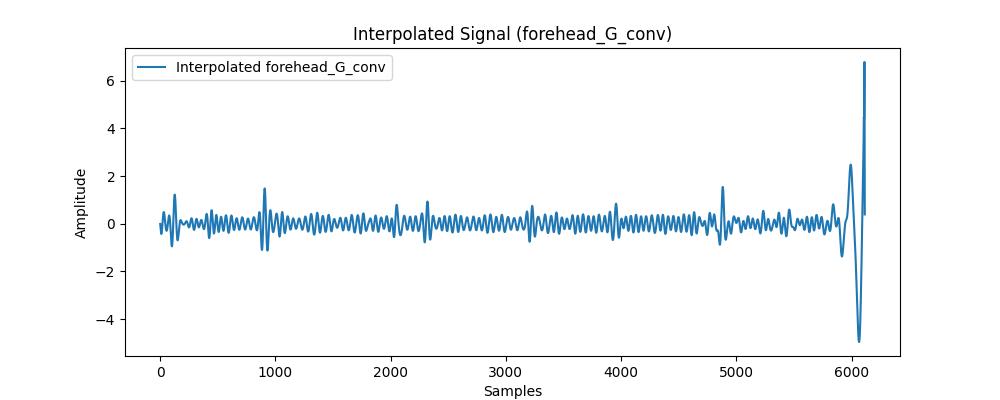 Interpolated Signal (forehead_G_conv)
Interpolated forehead_G_conv
6
4
2
0
−2
−4
Amplitude
0 1000 2000 3000 4000 5000 6000
Samples